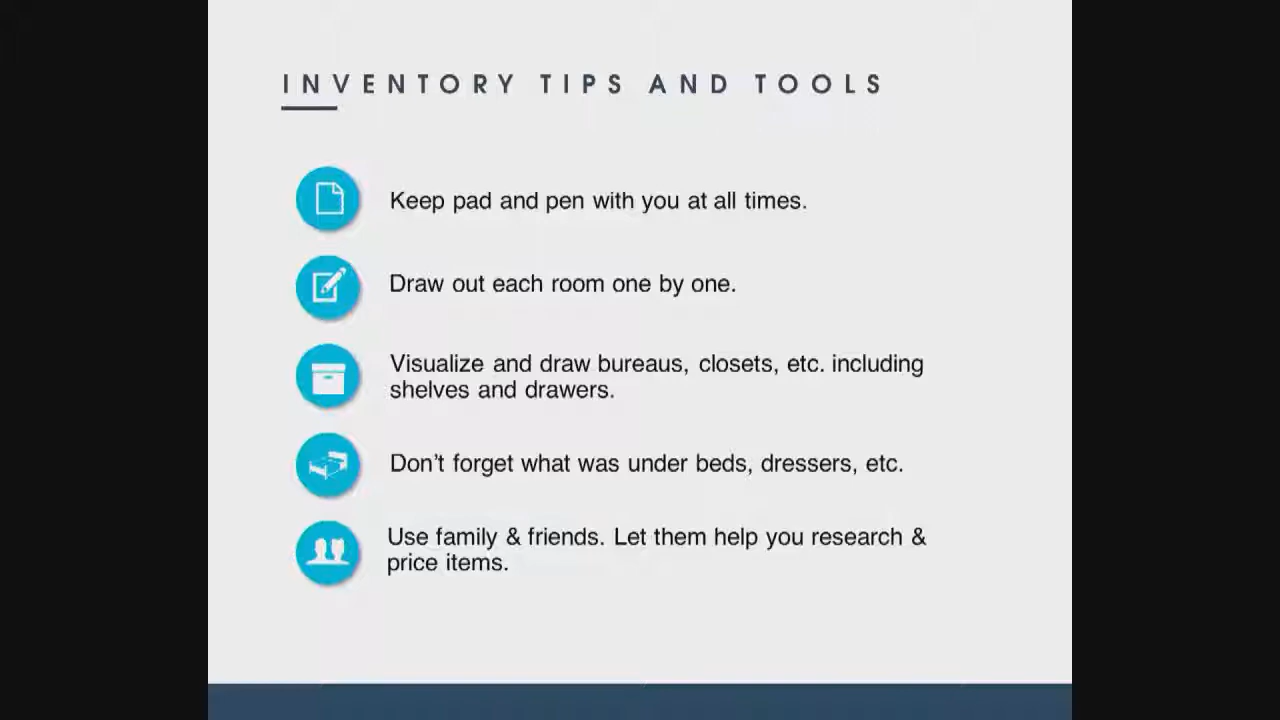 INVENTORY TIPS AND TOOLS
Keep pad and pen with you at all times.
Draw out each room one by one.
Visualize and draw bureaus, closets, etc. including
shelves and drawers.
Don't forget what was under beds, dressers, etc.
Use family & friends. Let them help you research &
price items.